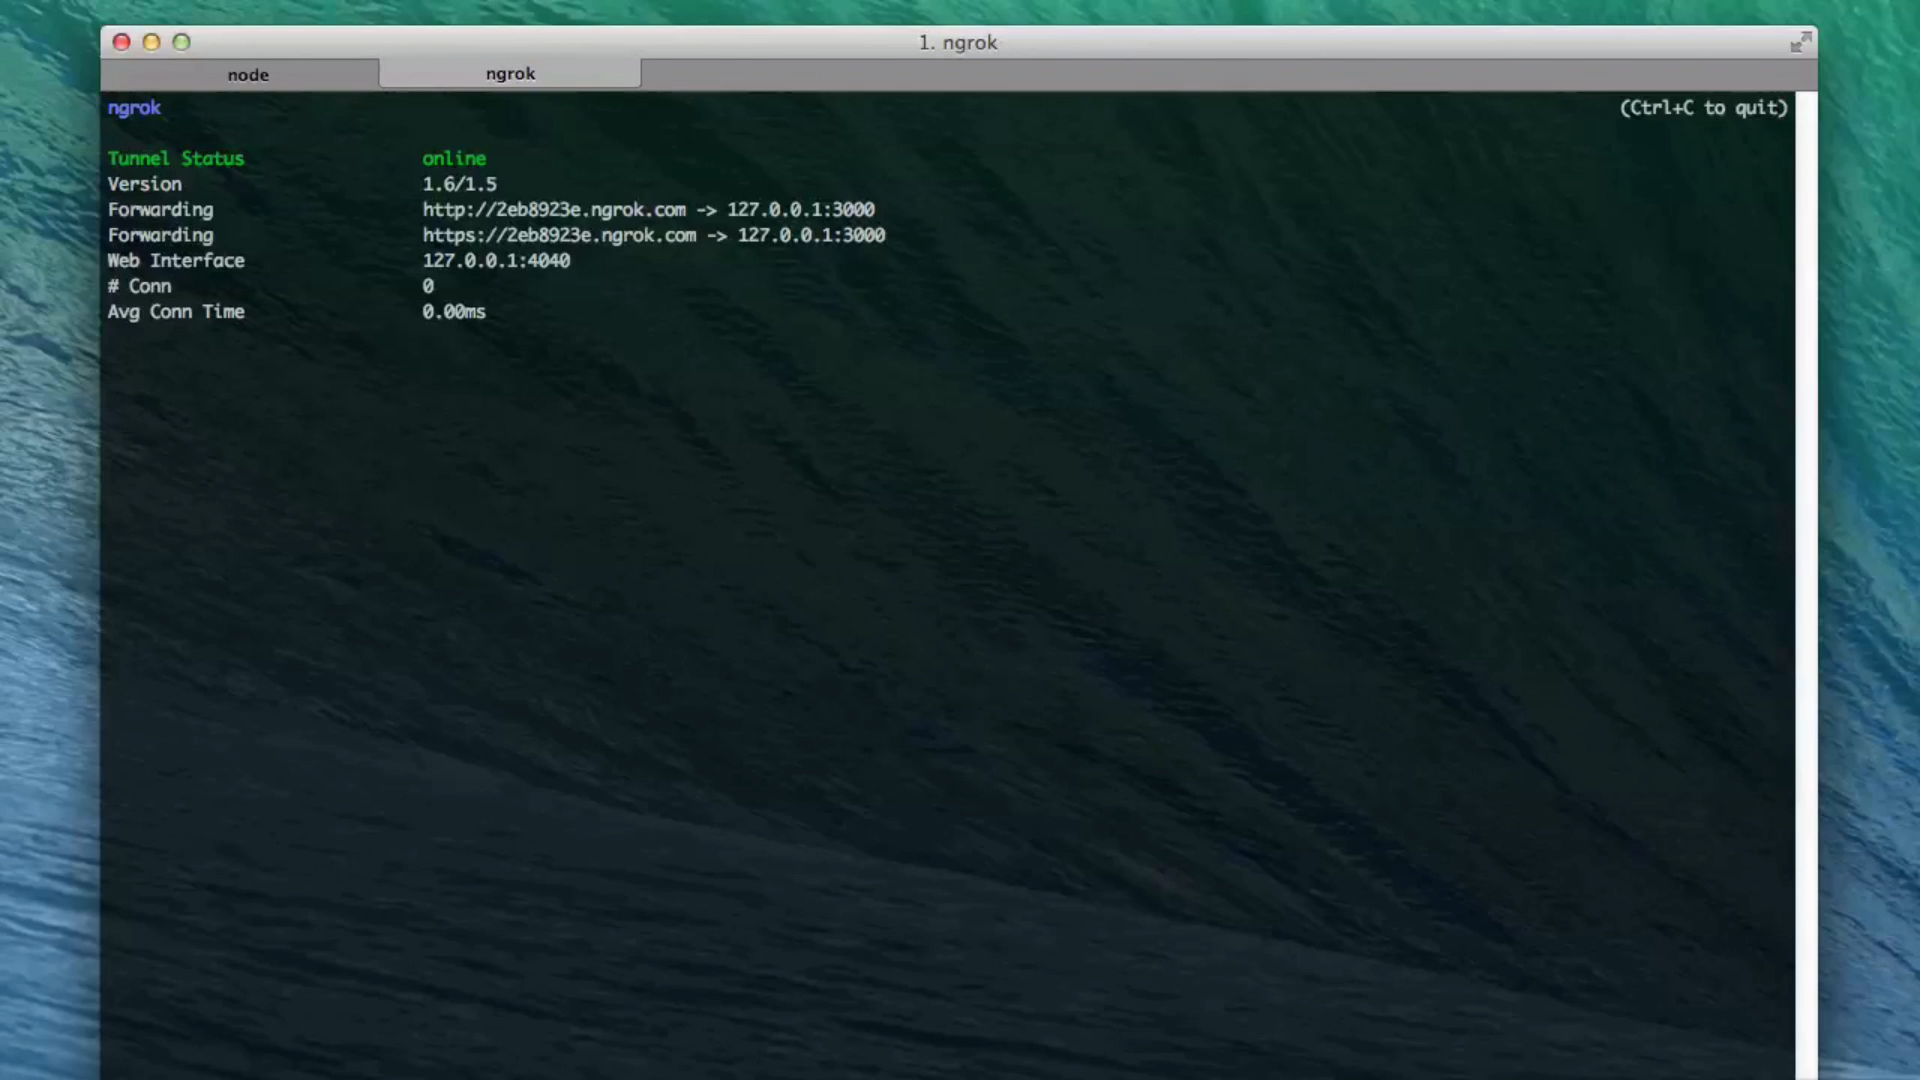 1. ngrok
node ngrok
ngrok (Ctrl+C to quit)
Tunnel Status online
Version 1.6/1.5
Forwarding http://2eb8923e.ngrok.com -> 127.0.0.1:3000
Forwarding https://2eb8923e.ngrok.com -> 127.0.0.1:3000
Web Interface 127.0.0.1:4040
# Conn 0
Avg Conn Time 0.00ms